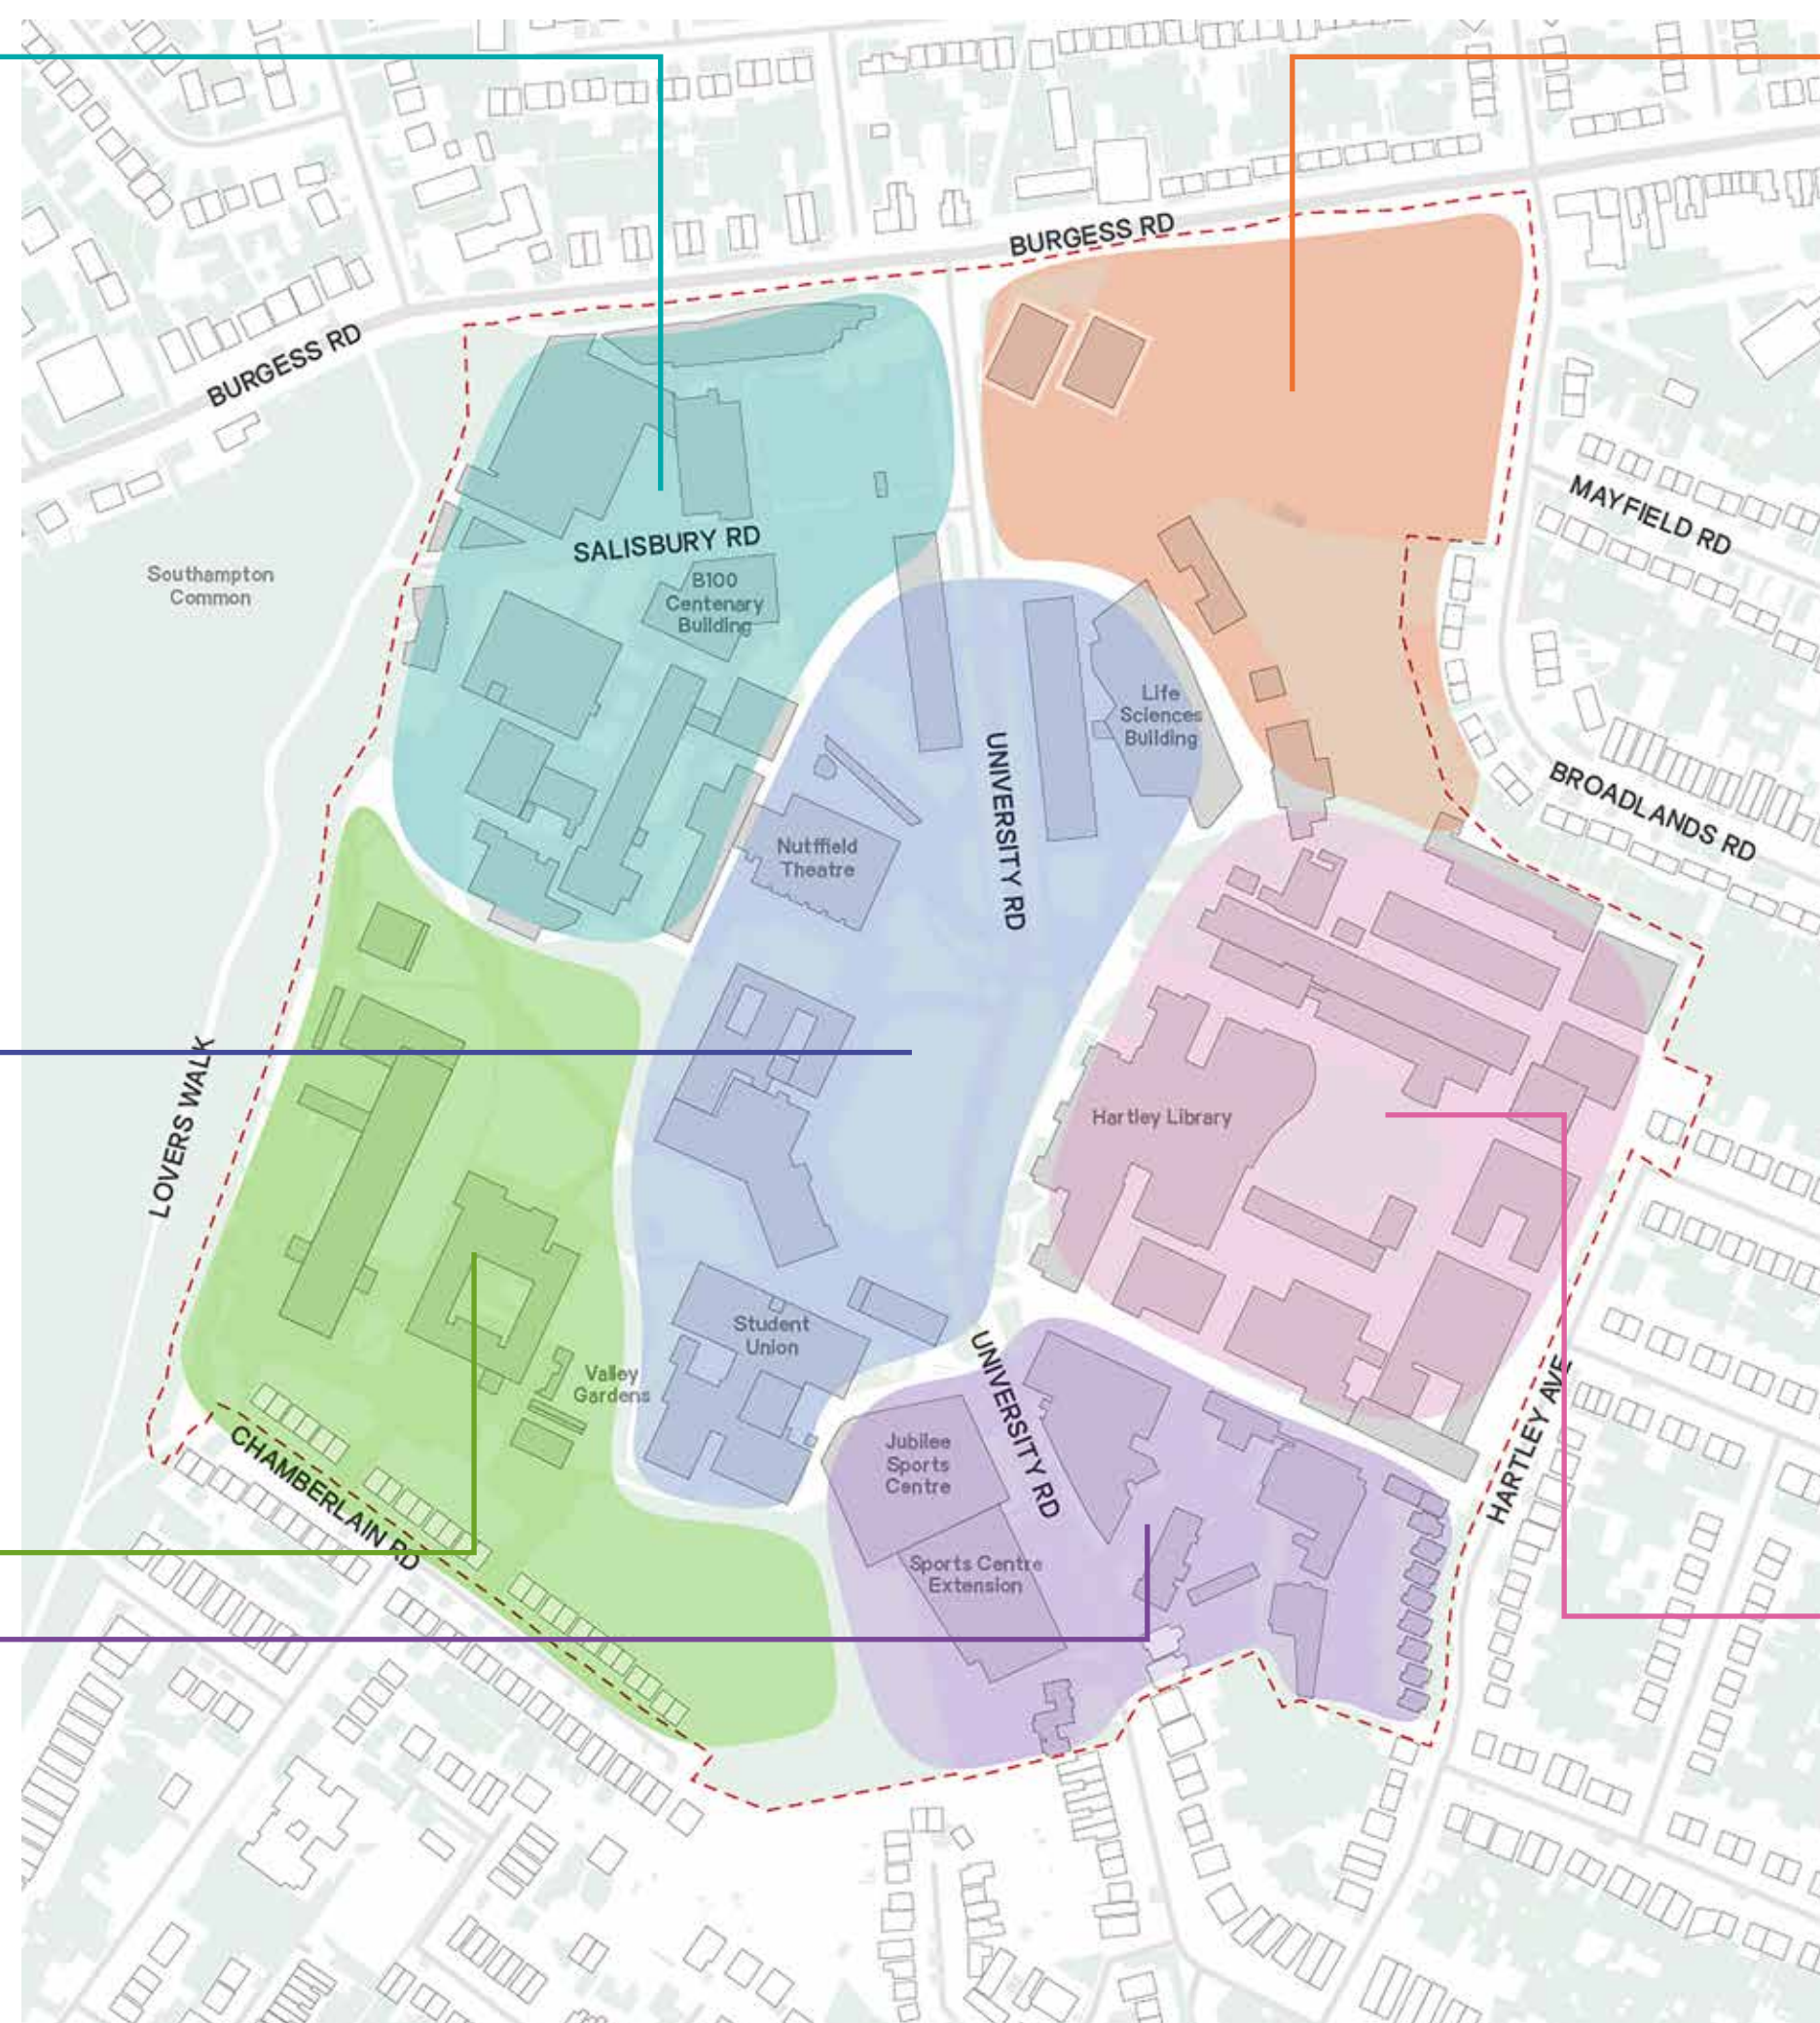 BURGESS RD
BURGESS RD
MAYFIELD RD
SALISBURY RD
Southampton
Common
B100
Centenary
Building
Life
Sciences
Building
UNIVERSITY RD
BROADLANDS RD
Nutffield
Theatre
LOVERS WALK
Hartley Library
Student
Union
UNIVERSITY RD
Valley
Gardens
HARTLEY AVE
CHAMBERLAIN RD
Jubilee
Sports
Centre
Sports Centre
Extension